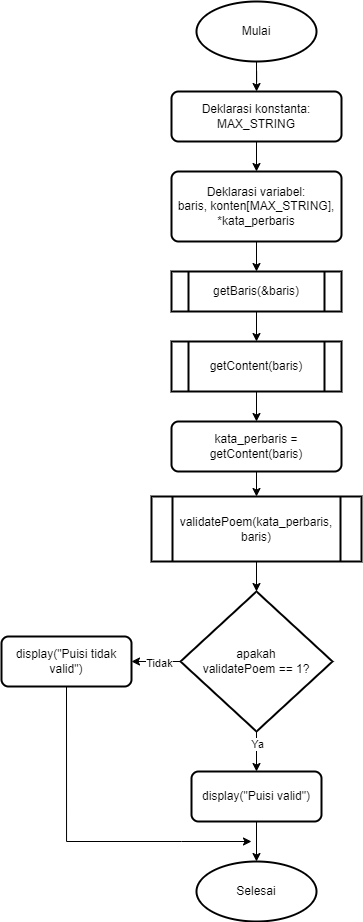 Mulai
Deklarasi konstanta:
MAX_STRING
Deklarasi variabel:
baris, konten[MAX_STRING],
*kata_perbaris
getBaris(&baris)
getContent(baris)
kata_perbaris =
getContent(baris)
validatePoem(kata_perbaris,
baris)
apakah
validatePoem == 1?
Tidak
display("Puisi tidak
valid")
Ya
display("Puisi valid")
Selesai